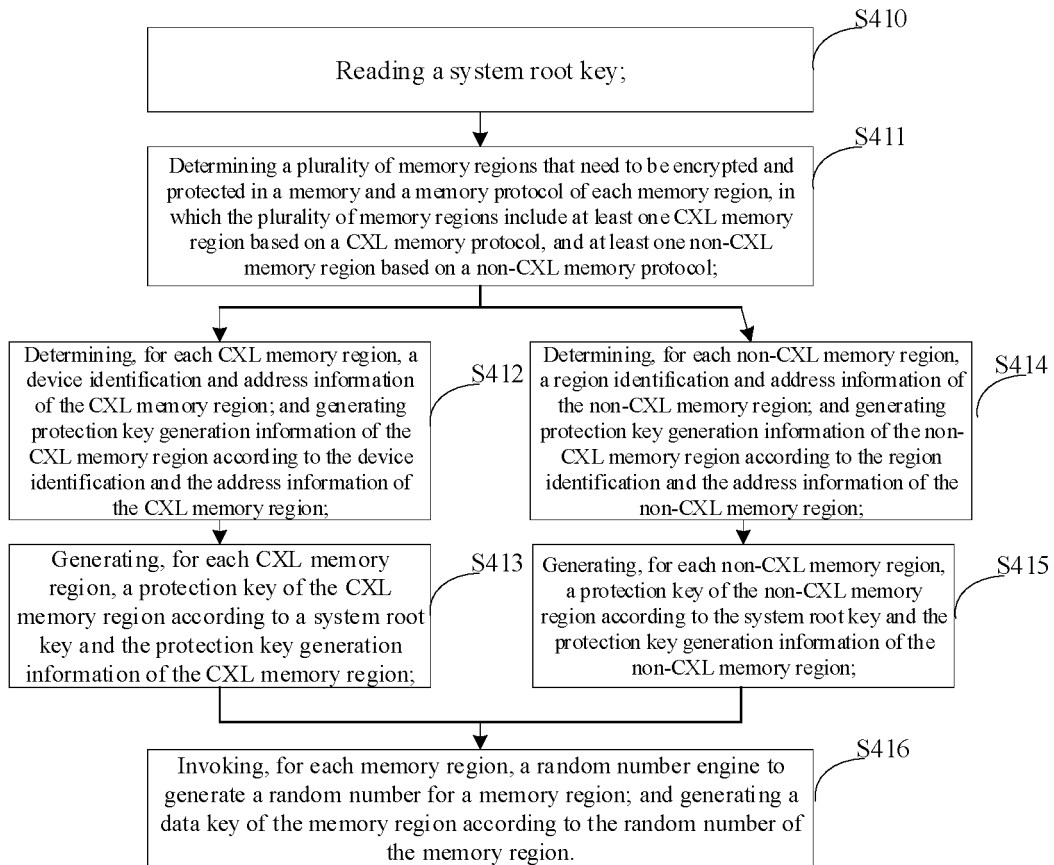 S410
Reading a system root key;
S411
Determining a plurality of memory regions that need to be encrypted and
protected in a memory and a memory protocol of each memory region, in
which the plurality of memory regions include at least one CXL memory
region based on a CXL memory protocol, and at least one non-CXL
memory region based on a non-CXL memory protocol;
Determining, for each CXL memory region, a
device identification and address information
of the CXL memory region; and generating
protection key generation information of the
CXL memory region according to the device
identification and the address information of
the CXL memory region;
S412
Determining, for each non-CXL memory region,
a region identification and address information of
the non-CXL memory region; and generating
protection key generation information of the non-
CXL memory region according to the region
identification and the address information of the
non-CXL memory region;
S414
Generating, for each CXL memory
region, a protection key of the CXL
memory region according to a system root
key and the protection key generation
information of the CXL memory region;
S413
Generating, for each non-CXL memory region,
a protection key of the non-CXL memory
region according to the system root key and the
protection key generation information of the
non-CXL memory region;
S415
S416
Invoking, for each memory region, a random number engine to
generate a random number for a memory region; and generating a
data key of the memory region according to the random number of
the memory region.